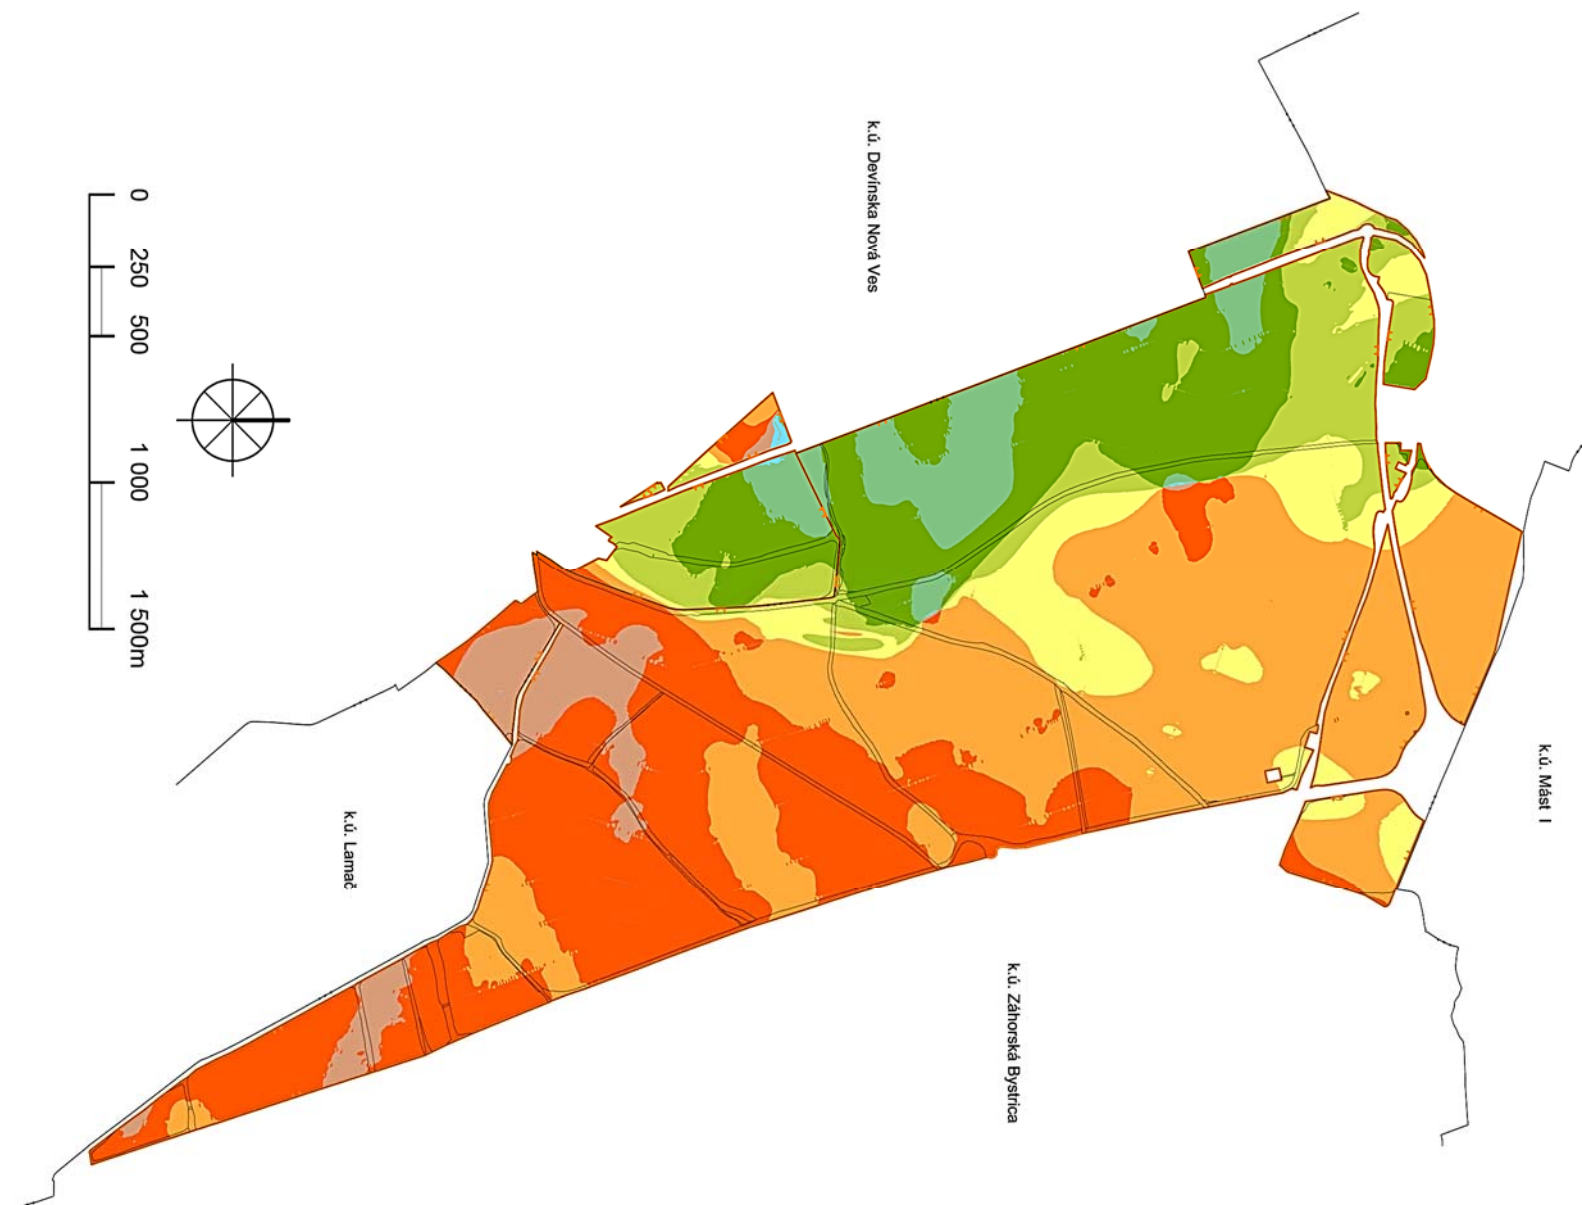 k.ú. Devínska Nová Ves
0
250
500
1 000
1 500m
k.ú. Mást I
k.ú. Lamač
k.ú. Záhorská Bystrica